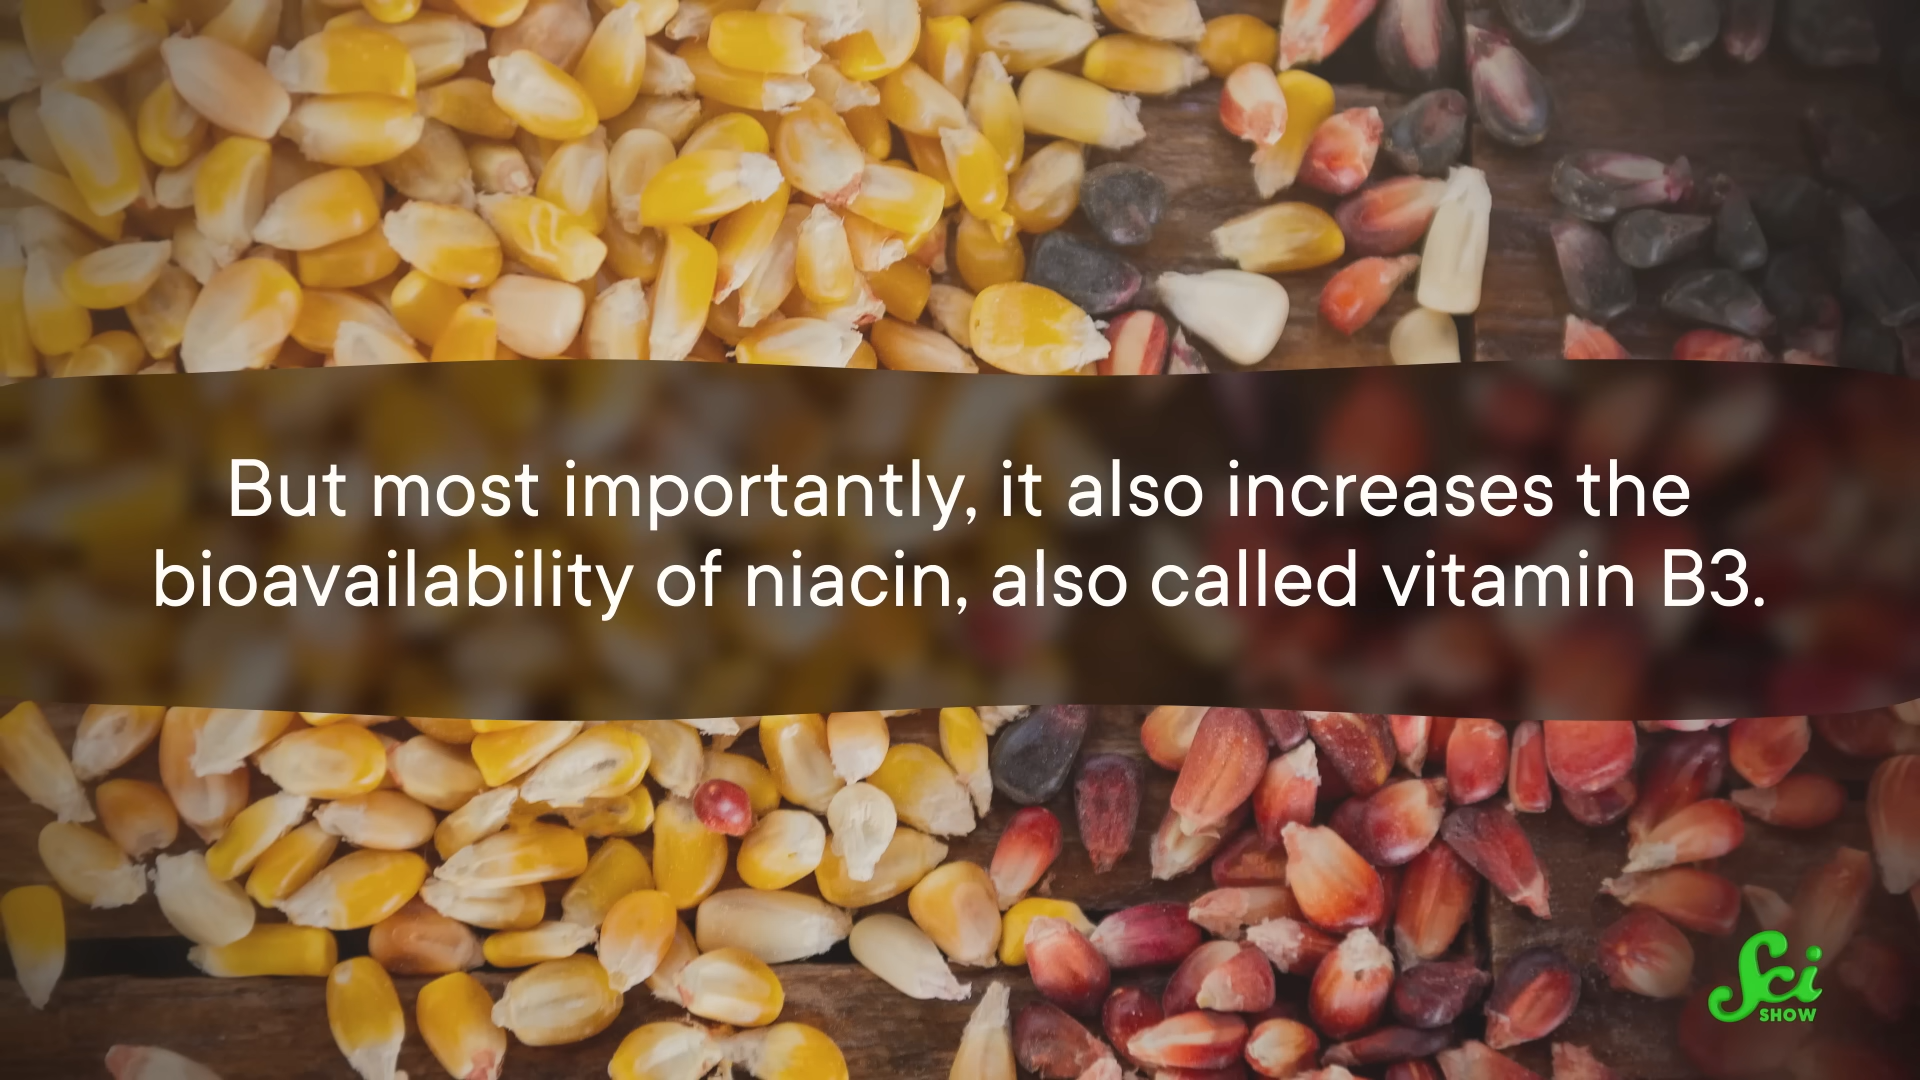 But most importantly, it also increases the
bioavailability of niacin, also called vitamin B3.
Sci
SHOW